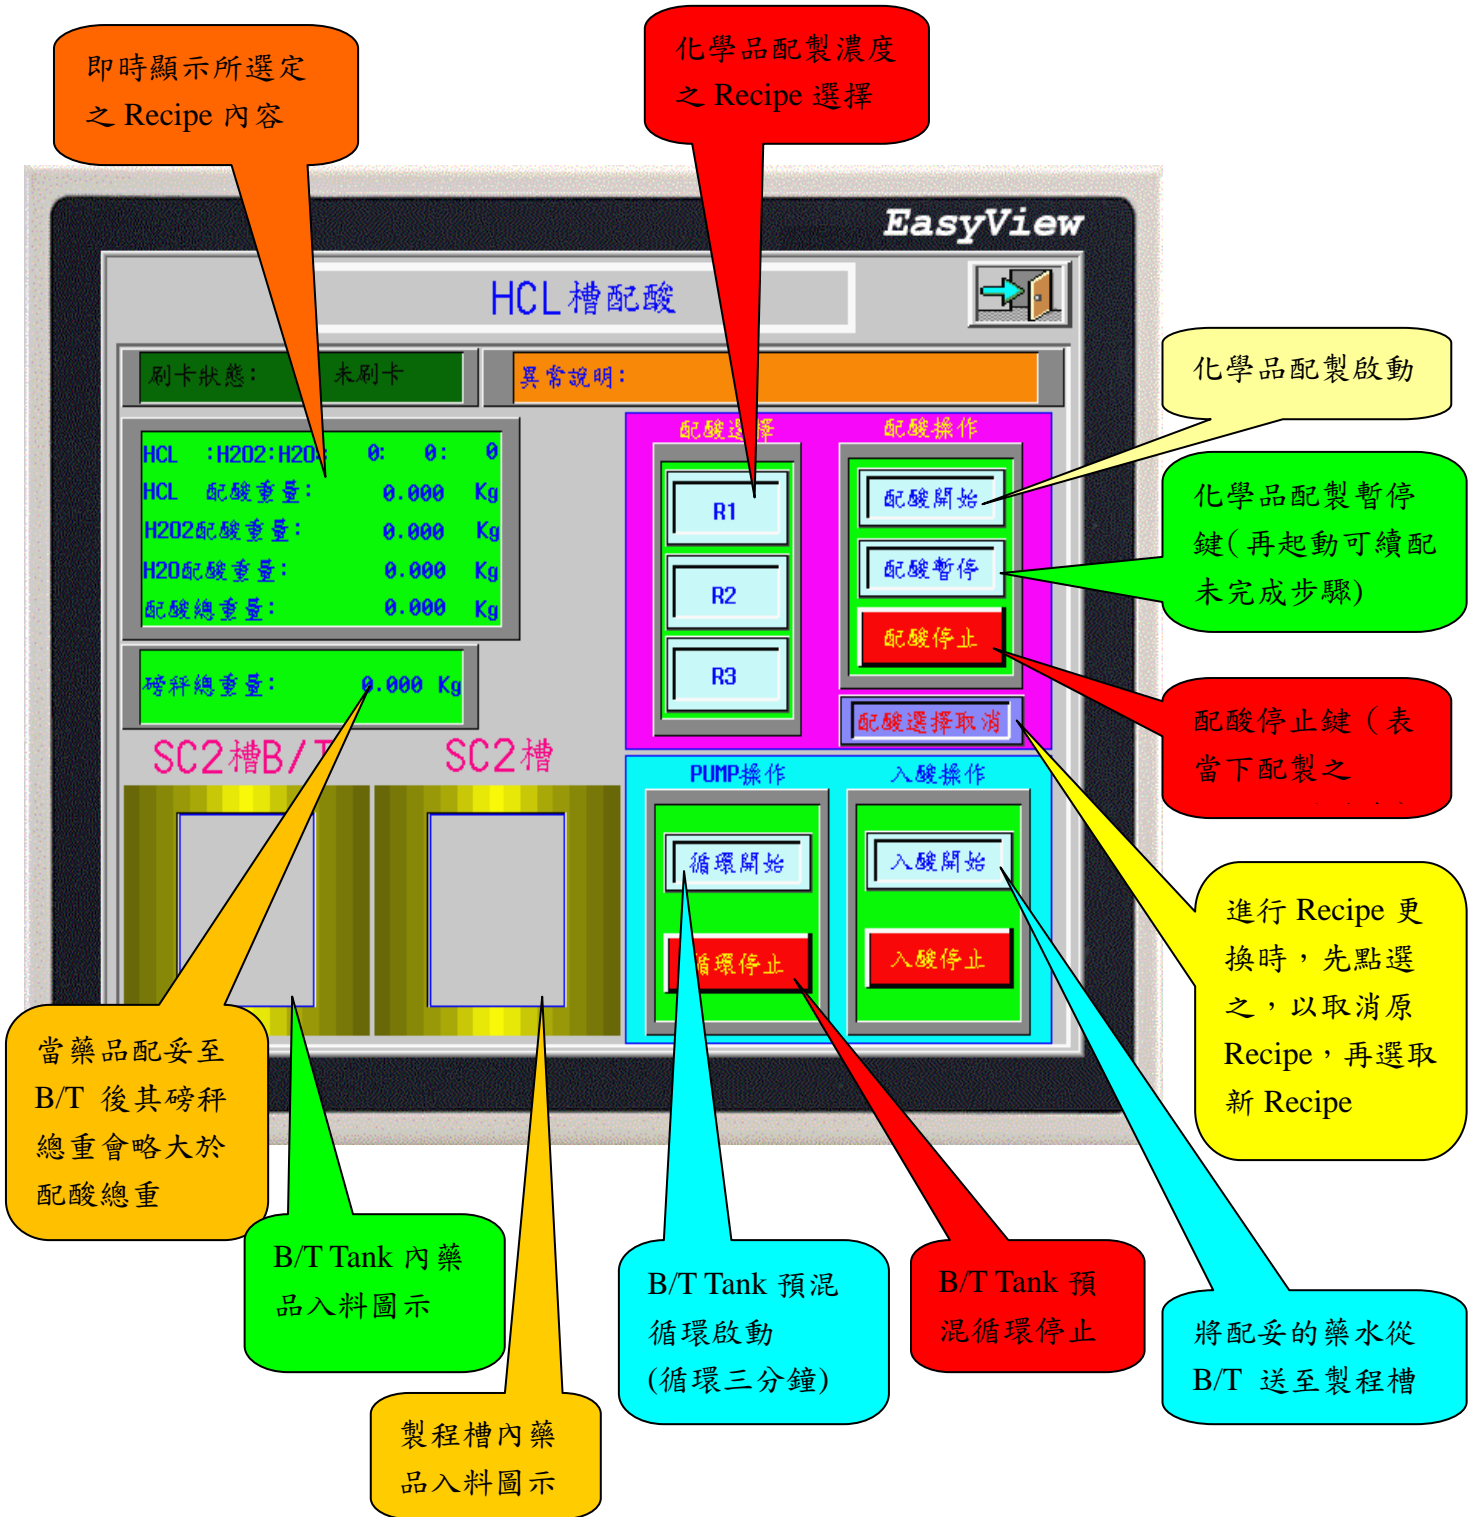 即時顯示所選定
之 Recipe 內容
化學品配製濃度
之 Recipe 選擇
EasyView
HCL槽配酸
刷卡狀態: 未刷卡
異常說明:
HCL :H2O2:H2O: 0: 0: 0
HCL 配酸重量: 0.000 Kg
H2O2配酸重量: 0.000 Kg
H2O配酸重量: 0.000 Kg
配酸總重量: 0.000 Kg
磅秤總重量: 0.000 Kg
SC2槽B/T
SC2槽
配酸選擇
R1
R2
R3
配酸操作
配酸開始
配酸暫停
配酸停止
配酸選擇取消
PUMP操作
循環開始
循環停止
入酸操作
入酸開始
入酸停止
化學品配製啟動
化學品配製暫停
鍵(再起動可續配
未完成步驟)
配酸停止鍵（表
當下配製之
進行 Recipe 更
換時，先點選
之，以取消原
Recipe，再選取
新 Recipe
當藥品配妥至
B/T 後其磅秤
總重會略大於
配酸總重
B/T Tank 內藥
品入料圖示
製程槽內藥
品入料圖示
B/T Tank 預混
循環啟動
(循環三分鐘)
B/T Tank 預
混循環停止
將配妥的藥水從
B/T 送至製程槽